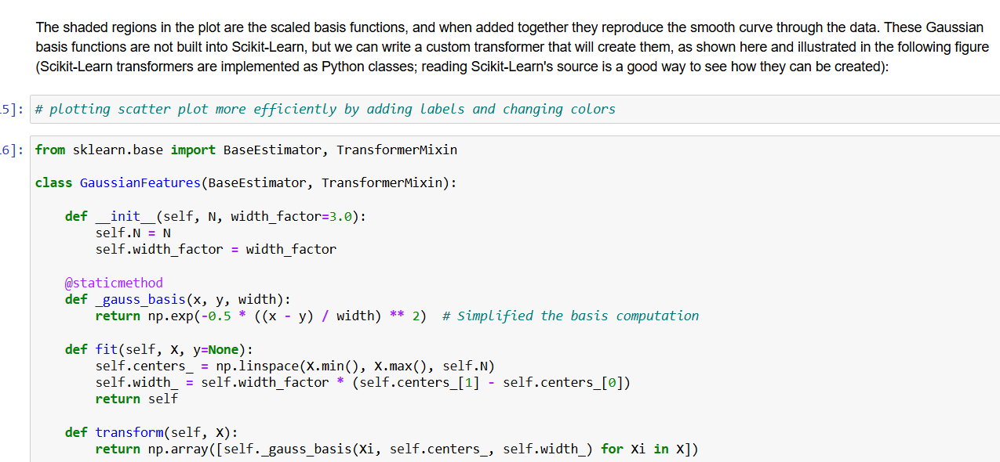 The shaded regions in the plot are the scaled basis functions, and when added together they reproduce the smooth curve through the data. These Gaussian
basis functions are not built into Scikit-Learn, but we can write a custom transformer that will create them, as shown here and illustrated in the following figure
(Scikit-Learn transformers are implemented as Python classes; reading Scikit-Learn's source is a good way to see how they can be created):
5]: # plotting scatter plot more efficiently by adding labels and changing colors
6]: from sklearn.base import BaseEstimator, TransformerMixin
class GaussianFeatures(BaseEstimator, TransformerMixin):
def __init__(self, N, width_factor=3.0):
self.N = N
self.width_factor = width_factor
@staticmethod
def _gauss_basis(x, y, width):
return np.exp(-0.5 * ((x - y) / width) ** 2)  # Simplified the basis computation
def fit(self, X, y=None):
self.centers_ = np.linspace(X.min(), X.max(), self.N)
self.width_ = self.width_factor * (self.centers_[1] - self.centers_[0])
return self
def transform(self, X):
return np.array([self._gauss_basis(Xi, self.centers_, self.width_) for Xi in X])